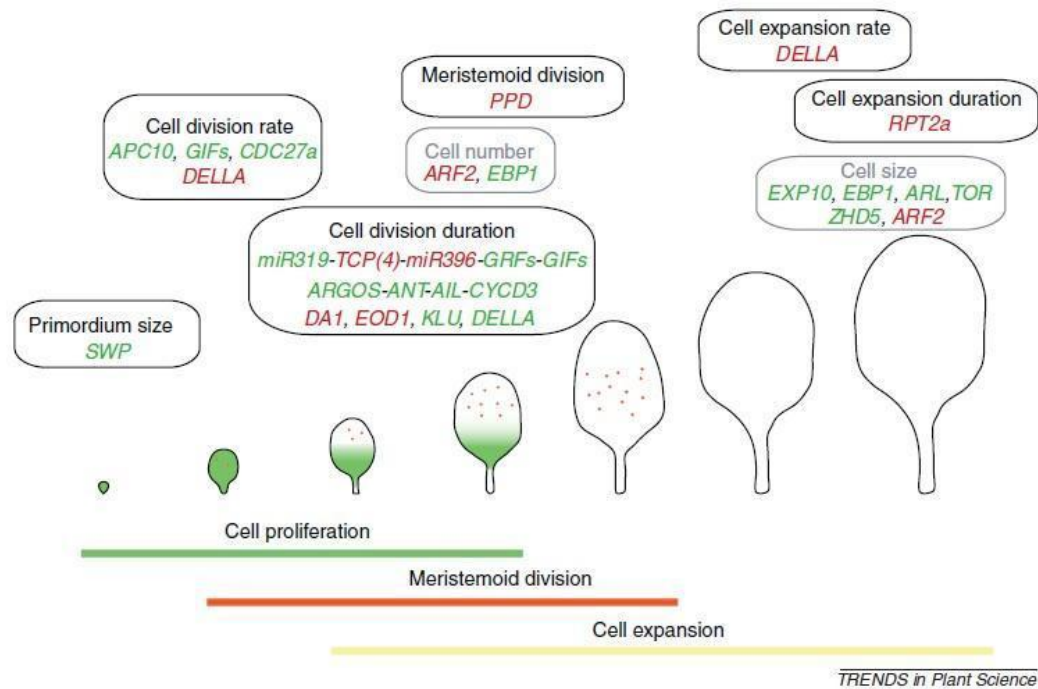 Cell expansion rate
DELLA
Meristemoid division
PPD
Cell expansion duration
RPT2a
Cell division rate
APC10, GIFs, CDC27a
DELLA
Cell number
ARF2, EBP1
Cell size
EXP10, EBP1, ARL,TOR
ZHD5, ARF2
Cell division duration
miR319-TCP(4)-miR396-GRFs-GIFs
ARGOS-ANT-AIL-CYCD3
DA1, EOD1, KLU, DELLA
Primordium size
SWP
Cell proliferation
Meristemoid division
Cell expansion
TRENDS in Plant Science